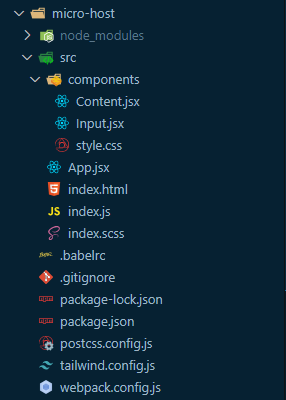 micro-host
node_modules
src
components
Content.jsx
Input.jsx
style.css
App.jsx
index.html
JS index.js
index.scss
.babelrc
.gitignore
package-lock.json
package.json
postcss.config.js
tailwind.config.js
webpack.config.js